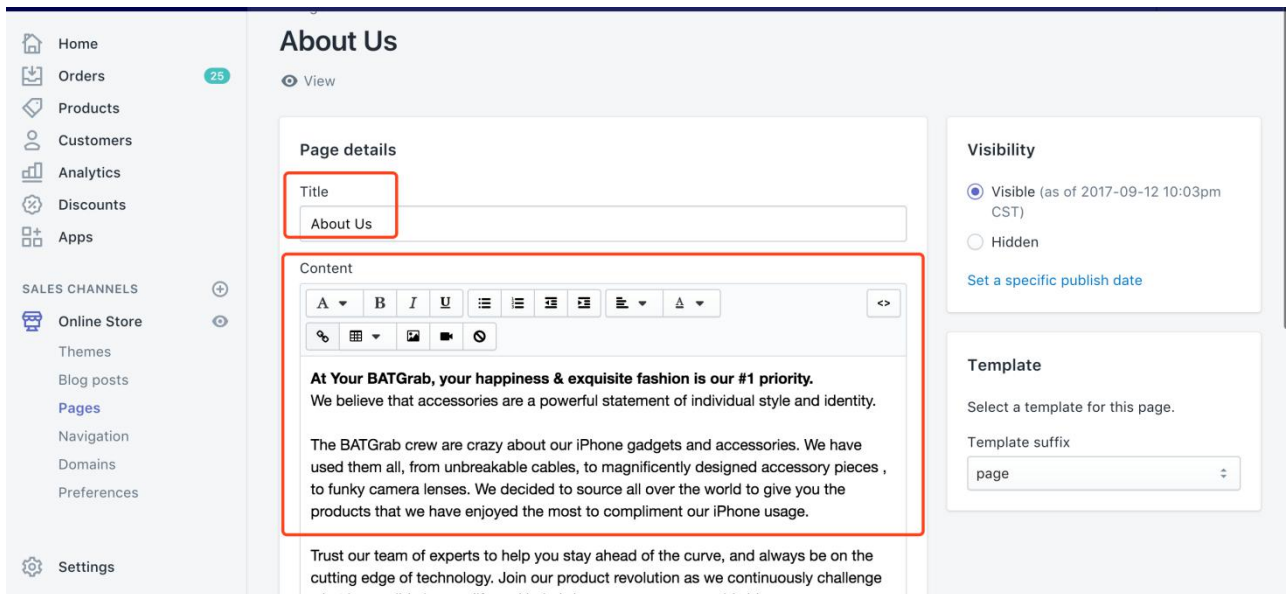 About Us
View
Home
Orders 25
Products
Customers
Analytics
Discounts
Apps
SALES CHANNELS
Online Store
Themes
Blog posts
Pages
Navigation
Domains
Preferences
Settings
Page details
Title
About Us
Content
A B I U A <>
At Your BATGrab, your happiness & exquisite fashion is our #1 priority.
We believe that accessories are a powerful statement of individual style and identity.
The BATGrab crew are crazy about our iPhone gadgets and accessories. We have
used them all, from unbreakable cables, to magnificently designed accessory pieces ,
to funky camera lenses. We decided to source all over the world to give you the
products that we have enjoyed the most to compliment our iPhone usage.
Trust our team of experts to help you stay ahead of the curve, and always be on the
cutting edge of technology. Join our product revolution as we continuously challenge
Visibility
Visible (as of 2017-09-12 10:03pm
CST)
Hidden
Set a specific publish date
Template
Select a template for this page.
Template suffix
page